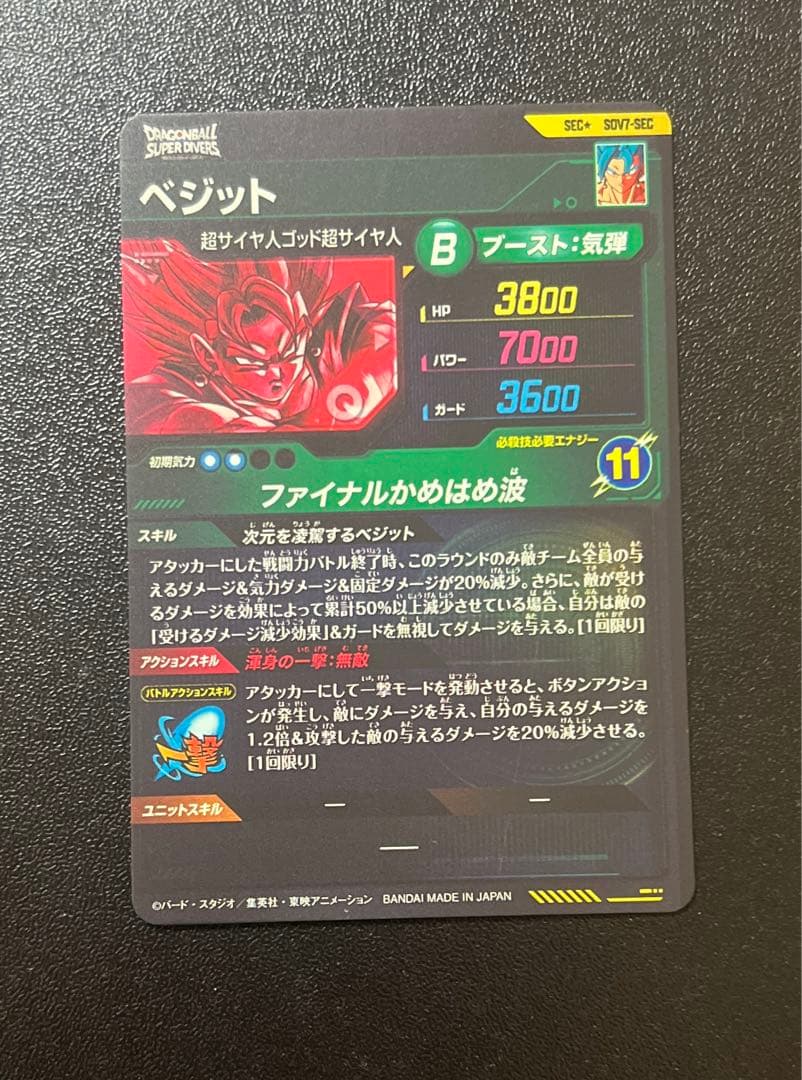 SEC★ SDV7-SEC
DRAGONBALL
SUPER DIVERS
ベジット
超サイヤ人ゴッド超サイヤ人
B ブースト:気弾
HP 3800
パワー 7000
ガード 3600
初期気力
必殺技必要エナジー
11
ファイナルかめはめ波
スキル 次元を凌駕するベジット
アタッカーにした戦闘力バトル終了時、このラウンドのみ敵チーム全員の与
えるダメージ&気力ダメージ&固定ダメージが20%減少。さらに、敵が受け
るダメージを効果によって累計50%以上減少させている場合、自分は敵の
「受けるダメージ減少効果」&ガードを無視してダメージを与える。[1回限り]
アクションスキル 渾身の一撃:無敵
バトルアクションスキル
アタッカーにして一撃モードを発動させると、ボタンアクショ
ンが発生し、敵にダメージを与え、自分の与えるダメージを
1.2倍&攻撃した敵の与えるダメージを20%減少させる。
[1回限り]
一撃
ユニットスキル ー ー
ー
©バード・スタジオ/集英社・東映アニメーション BANDAI MADE IN JAPAN